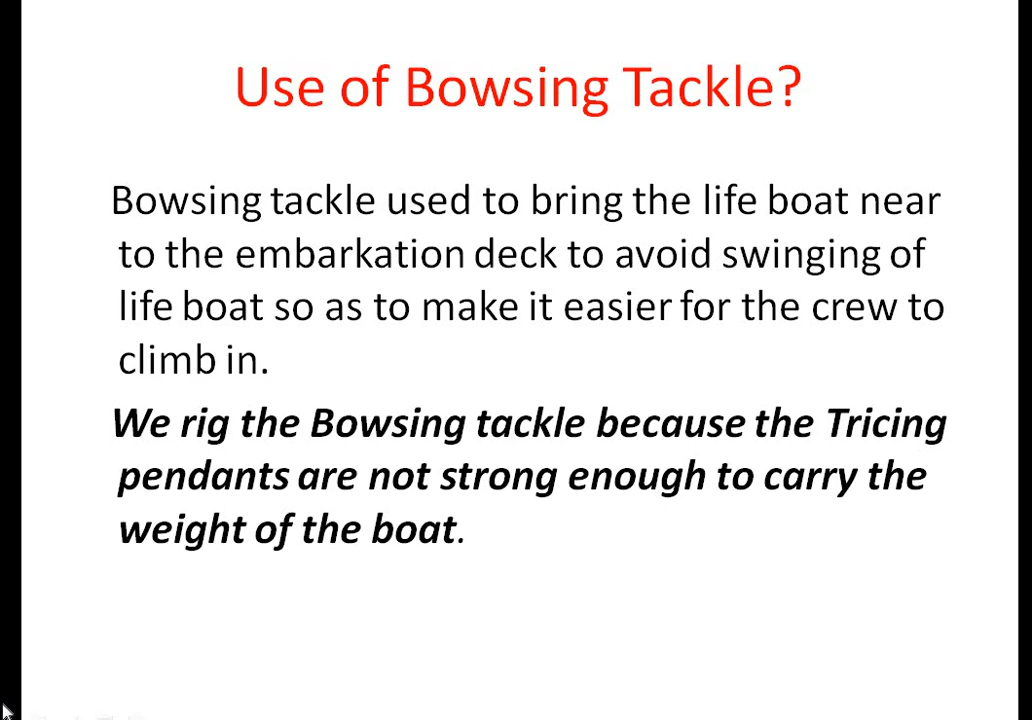 Use of Bowsing Tackle?
Bowsing tackle used to bring the life boat near
to the embarkation deck to avoid swinging of
life boat so as to make it easier for the crew to
climb in.
We rig the Bowsing tackle because the Tricing
pendants are not strong enough to carry the
weight of the boat.